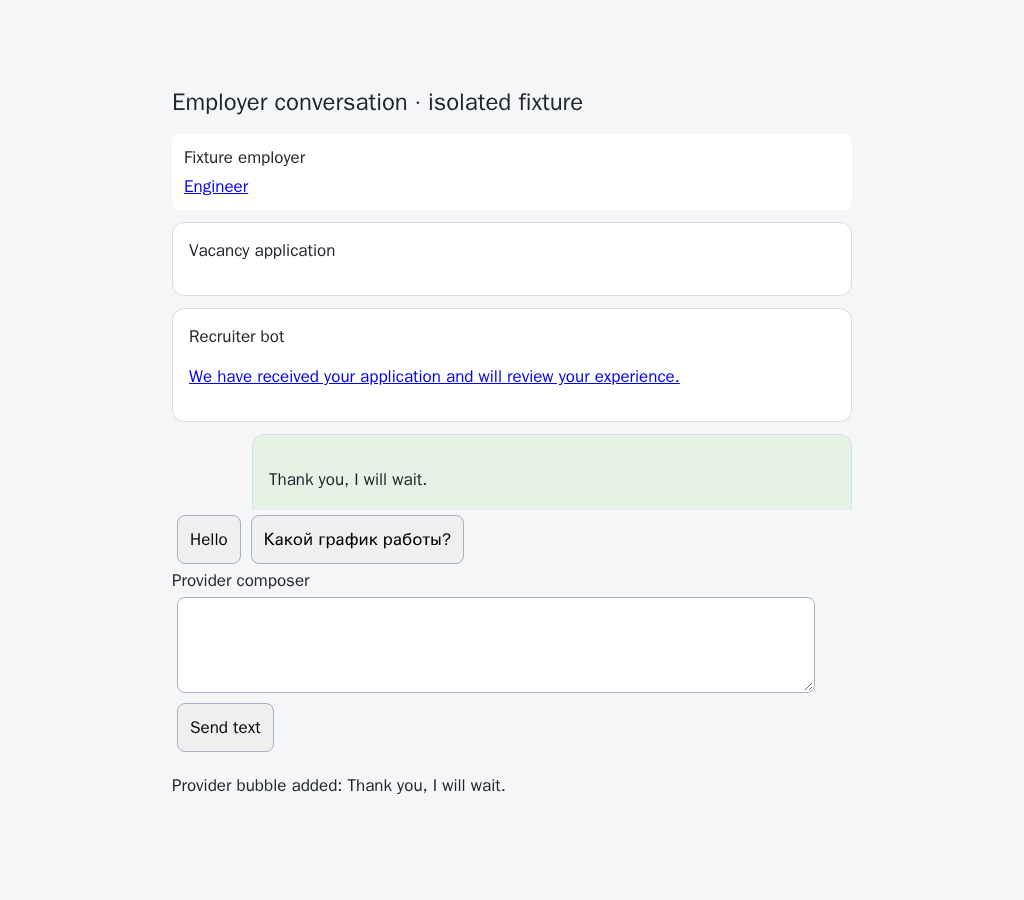 Employer conversation · isolated fixture
Fixture employer
Engineer
Vacancy application
Recruiter bot
We have received your application and will review your experience.
Thank you, I will wait.
Hello
Какой график работы?
Provider composer
Send text
Provider bubble added: Thank you, I will wait.